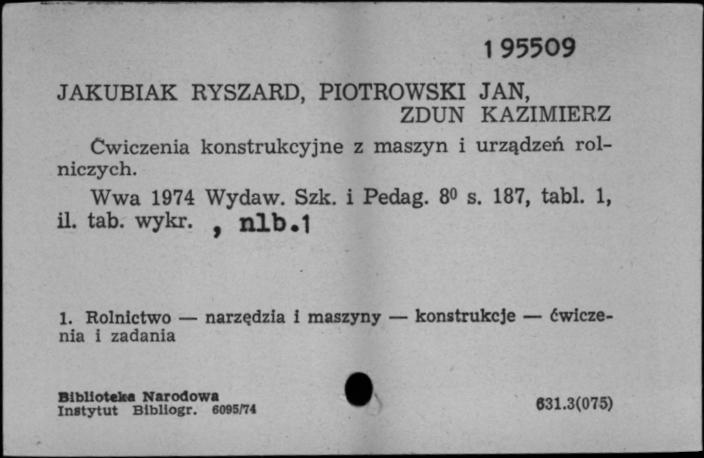 195509
JAKUBIAK RYSZARD, PIOTROWSKI JAN,
ZDUN KAZIMIERZ
Ćwiczenia konstrukcyjne z maszyn i urządzeń rol-
niczych.
Wwa 1974 Wydaw. Szk. i Pedag. 8⁰ s. 187, tabl. 1,
il. tab. wykr. , nlb.1
1. Rolnictwo — narzędzia i maszyny — konstrukcje — ćwicze-
nia i zadania
Biblioteka Narodowa
Instytut Bibliogr. 6095/74
631.3(075)